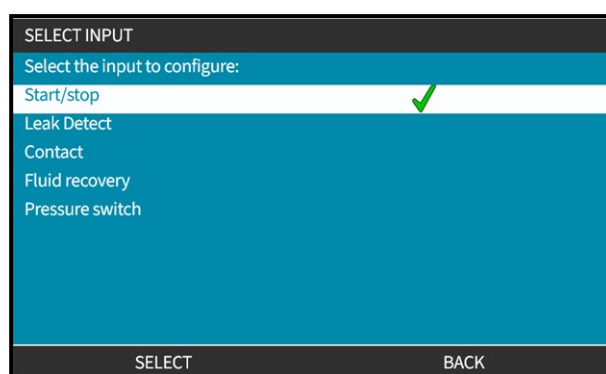 SELECT INPUT
Select the input to configure:
Start/stop
Leak Detect
Contact
Fluid recovery
Pressure switch
SELECT BACK